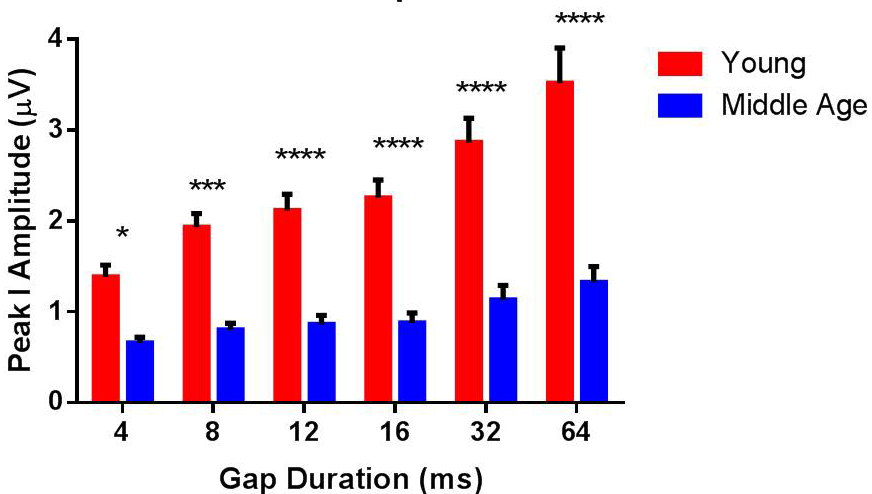 ****
4
****
Young
Peak I Amplitude (μV)
Middle Age
3
****
****
***
2
*
1
0
4 8 12 16 32 64
Gap Duration (ms)